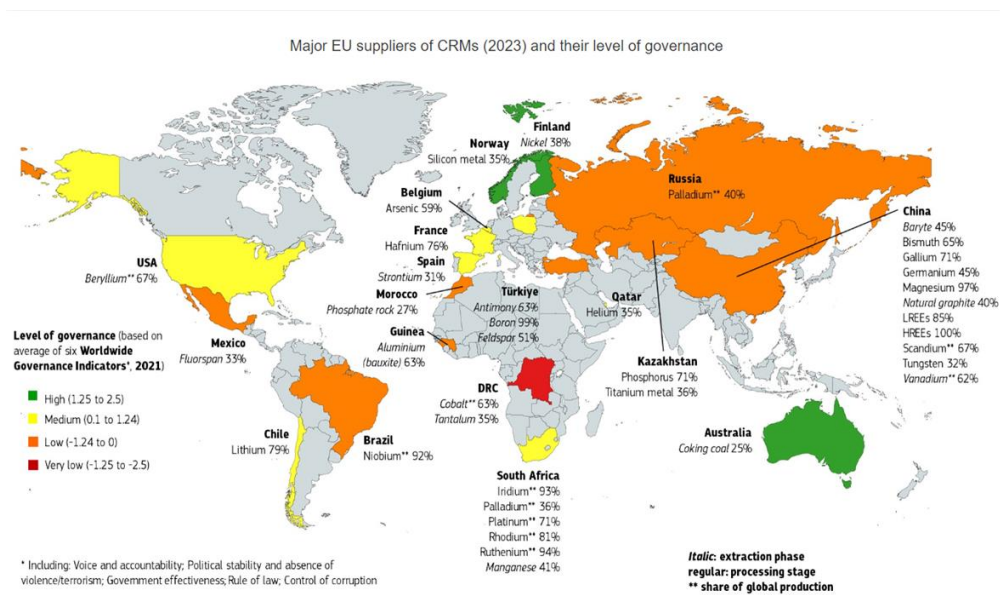 Major EU suppliers of CRMs (2023) and their level of governance
Finland
Nickel 38%
Norway
Silicon metal 35%
Belgium
Arsenic 59%
France
Hafnium 76%
Spain
Strontium 31%
Morocco
Phosphate rock 27%
Guinea
Aluminium
(bauxite) 63%
Türkiye
Antimony 63%
Boron 99%
Feldspar 51%
Qatar
Helium 35%
Russia
Palladium** 40%
China
Baryte 45%
Bismuth 65%
Gallium 71%
Germanium 45%
Magnesium 97%
Natural graphite 40%
LREEs 85%
HREEs 100%
Scandium** 67%
Tungsten 32%
Vanadium** 62%
Kazakhstan
Phosphorus 71%
Titanium metal 36%
USA
Beryllium** 67%
Mexico
Fluorspan 33%
DRC
Cobalt** 63%
Tantalum 35%
Chile
Lithium 79%
Brazil
Niobium** 92%
Australia
Coking coal 25%
South Africa
Iridium** 93%
Palladium** 36%
Platinum** 71%
Rhodium** 81%
Ruthenium** 94%
Manganese 41%
Level of governance (based on
average of six Worldwide
Governance Indicators*, 2021)
High (1.25 to 2.5)
Medium (0.1 to 1.24)
Low (-1.24 to 0)
Very low (-1.25 to -2.5)
* Including: Voice and accountability; Political stability and absence of
violence/terrorism; Government effectiveness; Rule of law; Control of corruption
Italic: extraction phase
regular: processing stage
** share of global production